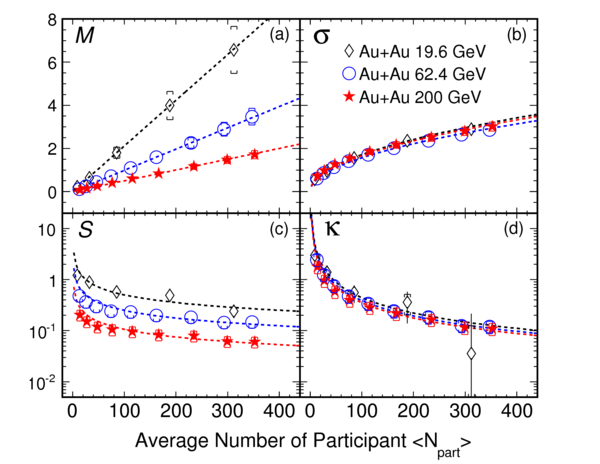 8
6
4
2
0
M
(a)
σ
(b)
Au+Au 19.6 GeV
Au+Au 62.4 GeV
Au+Au 200 GeV
10
1
10⁻¹
10⁻²
S
(c)
κ
(d)
0 100 200 300 400 0 100 200 300 400
Average Number of Participant <N_part>